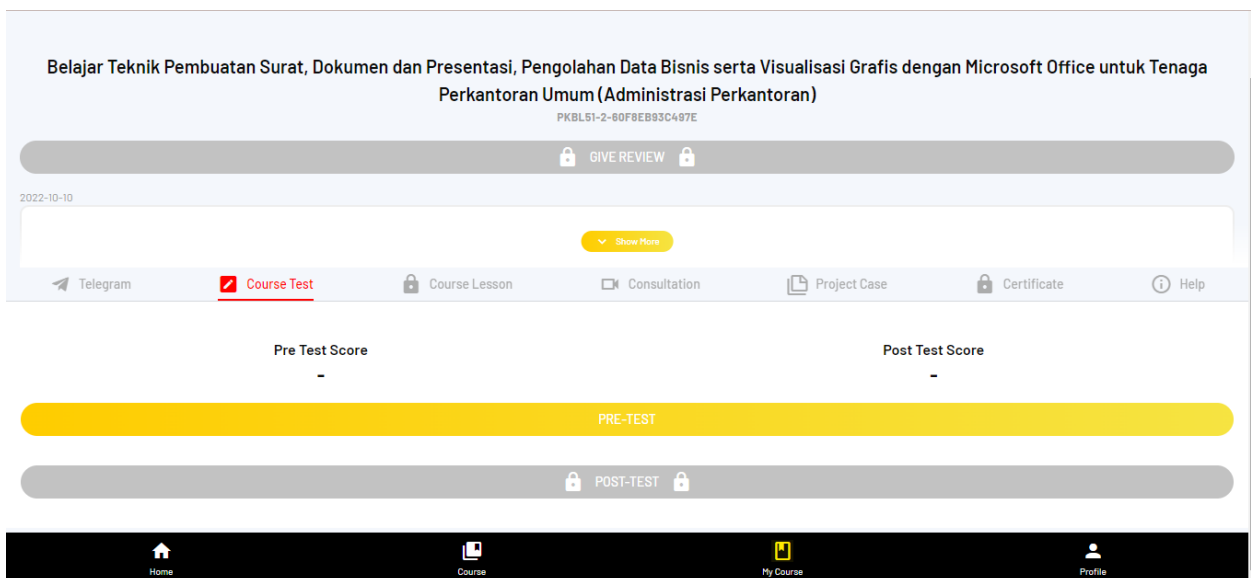 Belajar Teknik Pembuatan Surat, Dokumen dan Presentasi, Pengolahan Data Bisnis serta Visualisasi Grafis dengan Microsoft Office untuk Tenaga
Perkantoran Umum (Administrasi Perkantoran)
PKBL51-2-60F8EB93C497E
GIVE REVIEW
2022-10-10
Show More
Telegram Course Test Course Lesson Consultation Project Case Certificate Help
Pre Test Score Post Test Score
- -
PRE-TEST
POST-TEST
Home Course My Course Profile